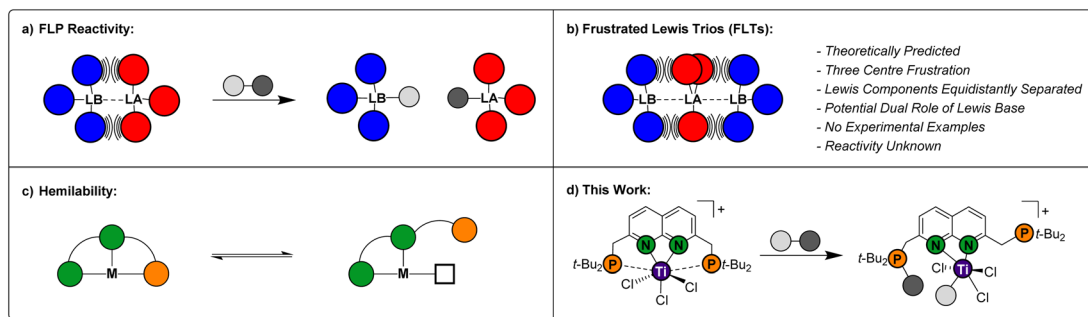 a) FLP Reactivity:
LB LA
LB
LA
b) Frustrated Lewis Trios (FLTs):
LB LA LB
- Theoretically Predicted
- Three Centre Frustration
- Lewis Components Equidistantly Separated
- Potential Dual Role of Lewis Base
- No Experimental Examples
- Reactivity Unknown
c) Hemilability:
M
M
d) This Work:
+
N N
t-Bu2 P Ti P t-Bu2
Cl
Cl
Cl
+
N N
P t-Bu2
t-Bu2 P
Cl Ti Cl
Cl